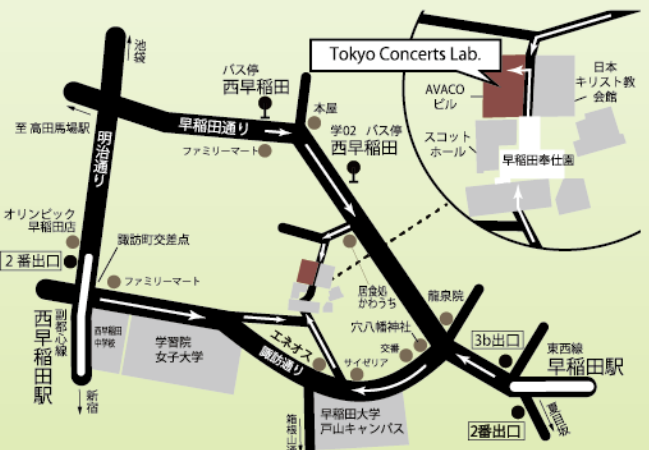 池袋
至 高田馬場駅
明治通り
バス停
西早稲田
早稲田通り
ファミリーマート
本屋
学02 バス停
西早稲田
Tokyo Concerts Lab.
AVACO
ビル
日本
キリスト教
会館
スコット
ホール
早稲田奉仕園
オリンピック
早稲田店
2番出口
諏訪町交差点
ファミリーマート
副都心線
西早稲田駅
新宿
西早稲田
中学校
学習院
女子大学
居食処
かわうち
龍泉院
穴八幡神社
交番
エネオス
諏訪通り
サイゼリア
早稲田大学
戸山キャンパス
3b出口
東西線
早稲田駅
2番出口
夏目坂